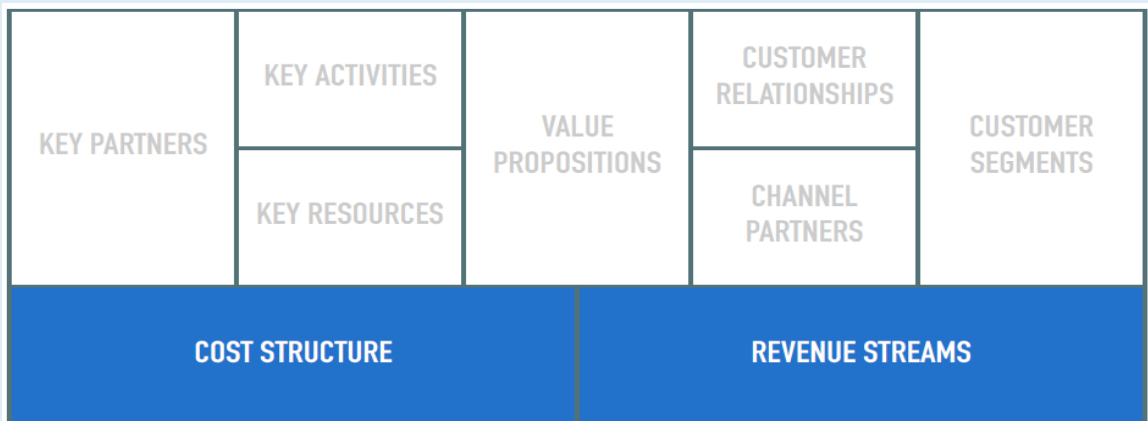 KEY PARTNERS
KEY ACTIVITIES
KEY RESOURCES
VALUE
PROPOSITIONS
CUSTOMER
RELATIONSHIPS
CHANNEL
PARTNERS
CUSTOMER
SEGMENTS
COST STRUCTURE
REVENUE STREAMS